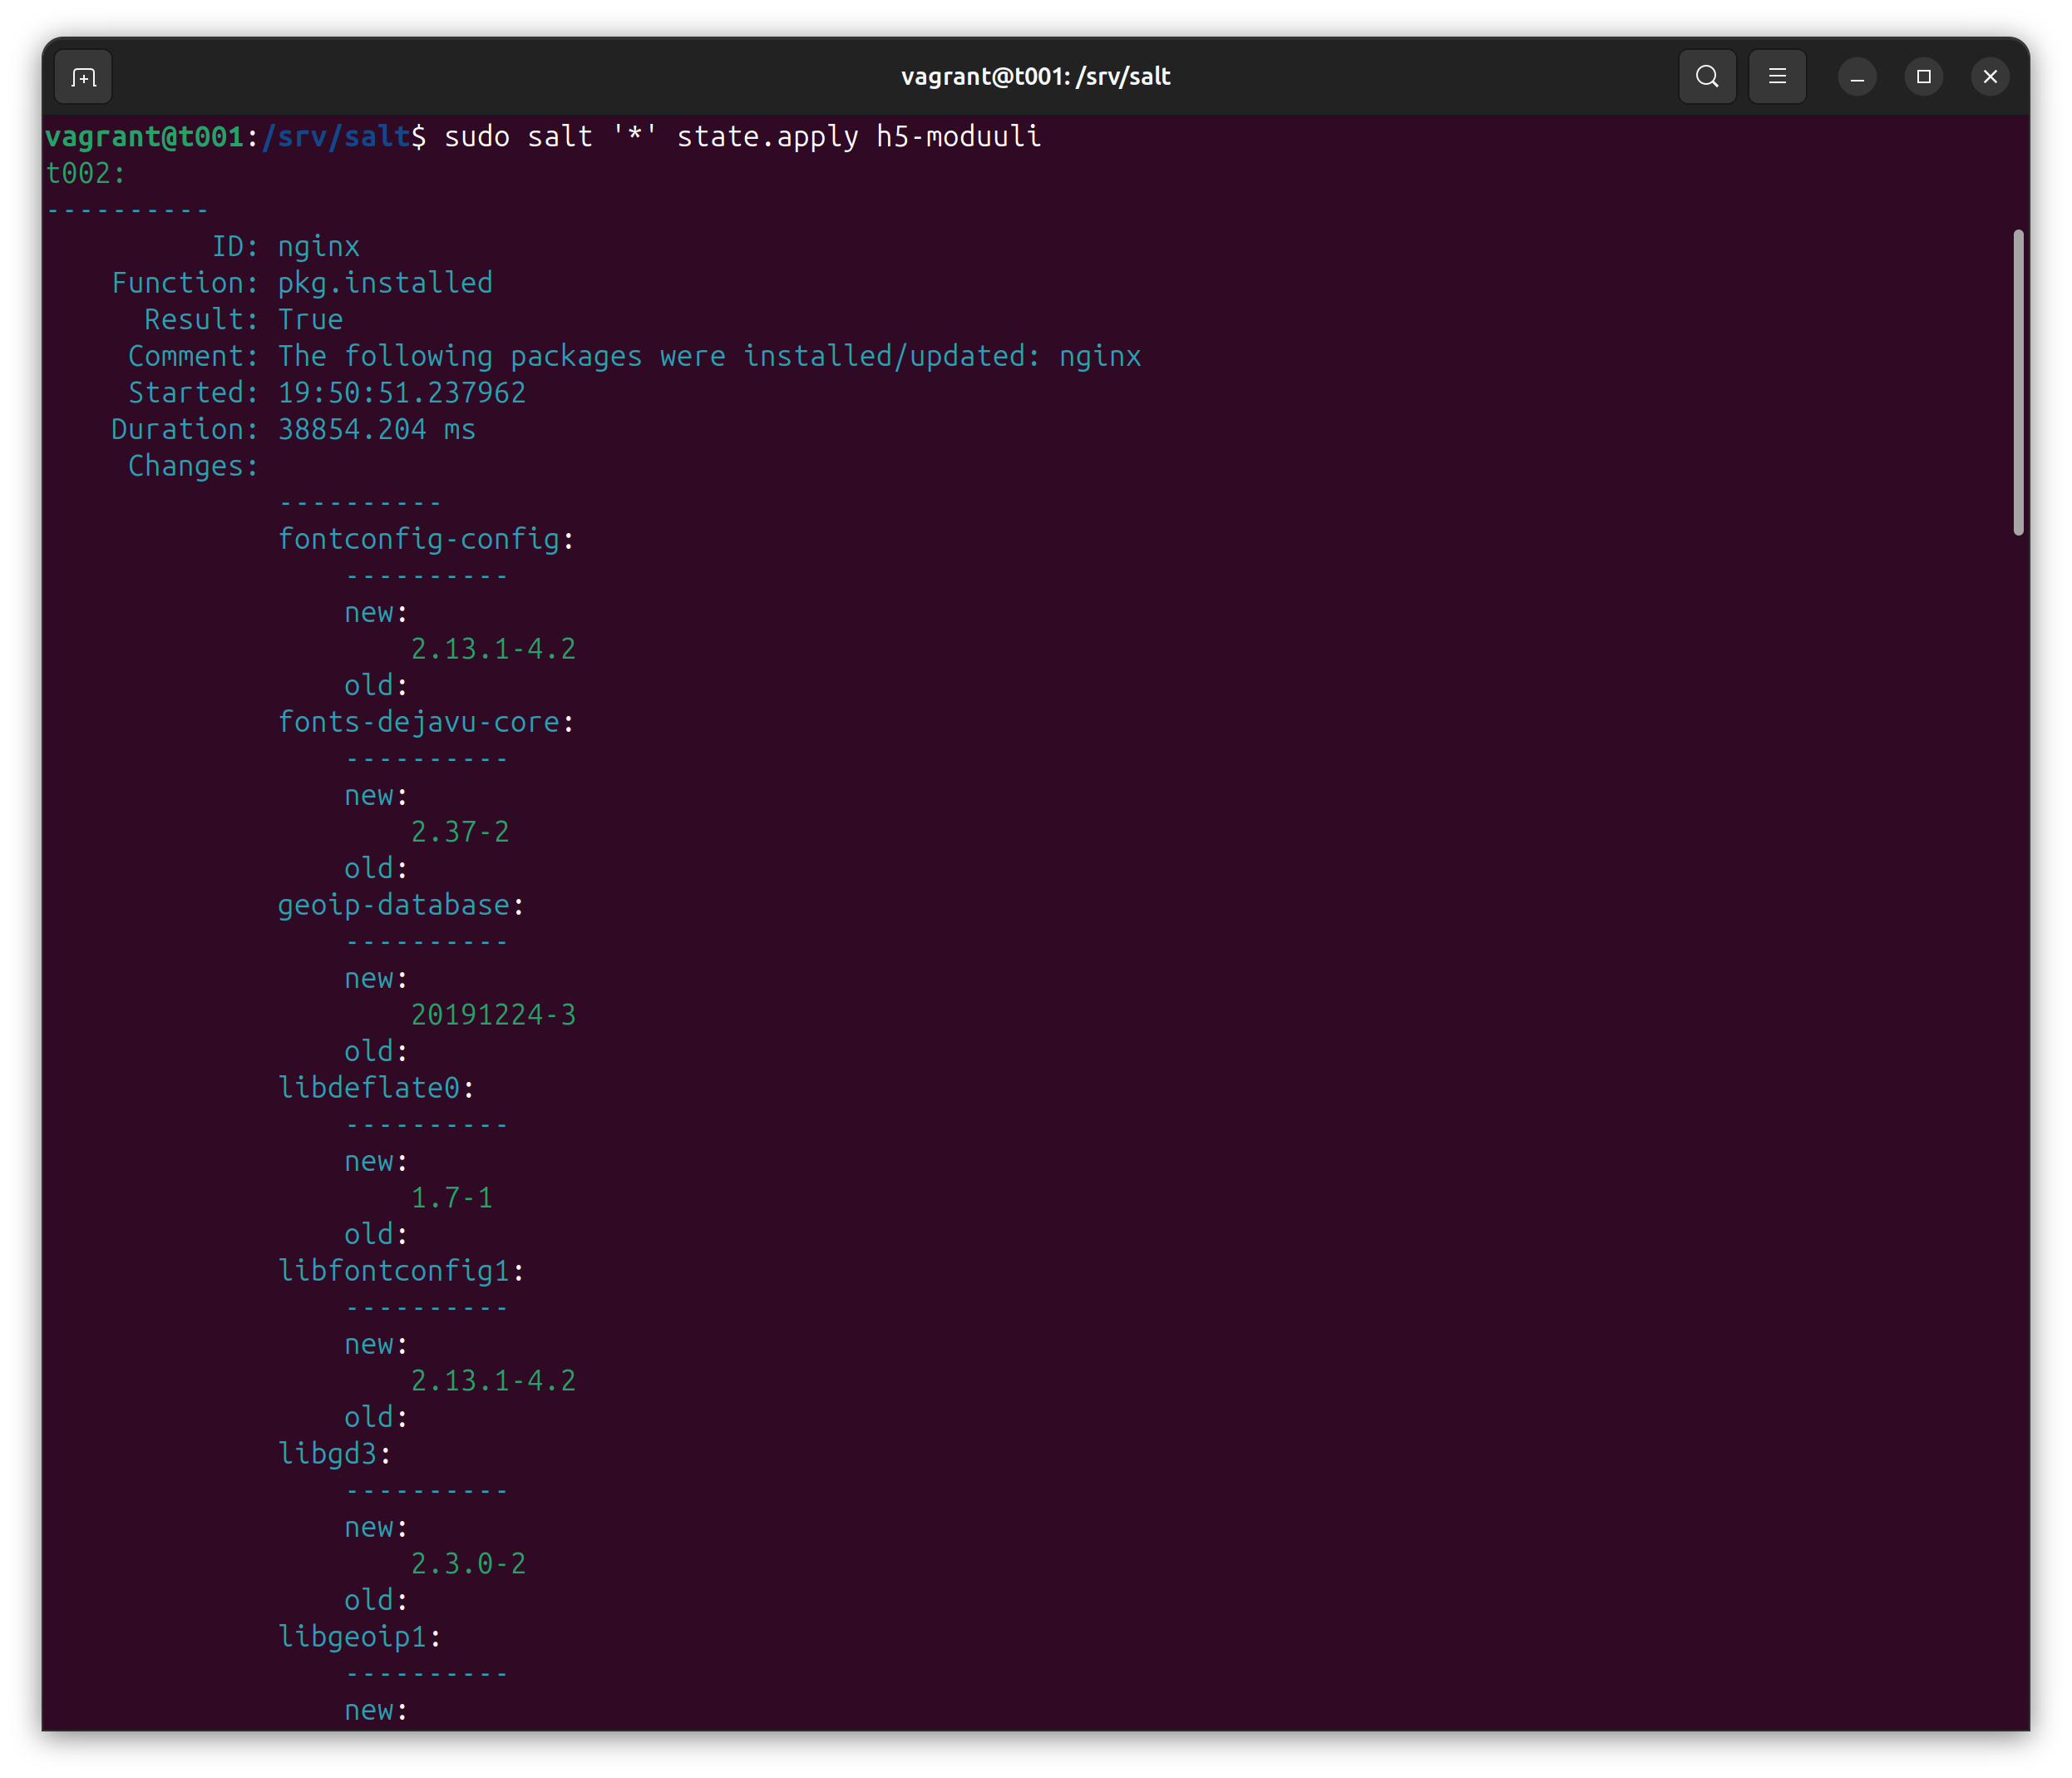 vagrant@t001: /srv/salt
vagrant@t001:/srv/salt$ sudo salt '*' state.apply h5-moduuli
t002:
----------
          ID: nginx
    Function: pkg.installed
      Result: True
     Comment: The following packages were installed/updated: nginx
     Started: 19:50:51.237962
    Duration: 38854.204 ms
     Changes:
              ----------
              fontconfig-config:
                  ----------
                  new:
                      2.13.1-4.2
                  old:
              fonts-dejavu-core:
                  ----------
                  new:
                      2.37-2
                  old:
              geoip-database:
                  ----------
                  new:
                      20191224-3
                  old:
              libdeflate0:
                  ----------
                  new:
                      1.7-1
                  old:
              libfontconfig1:
                  ----------
                  new:
                      2.13.1-4.2
                  old:
              libgd3:
                  ----------
                  new:
                      2.3.0-2
                  old:
              libgeoip1:
                  ----------
                  new: